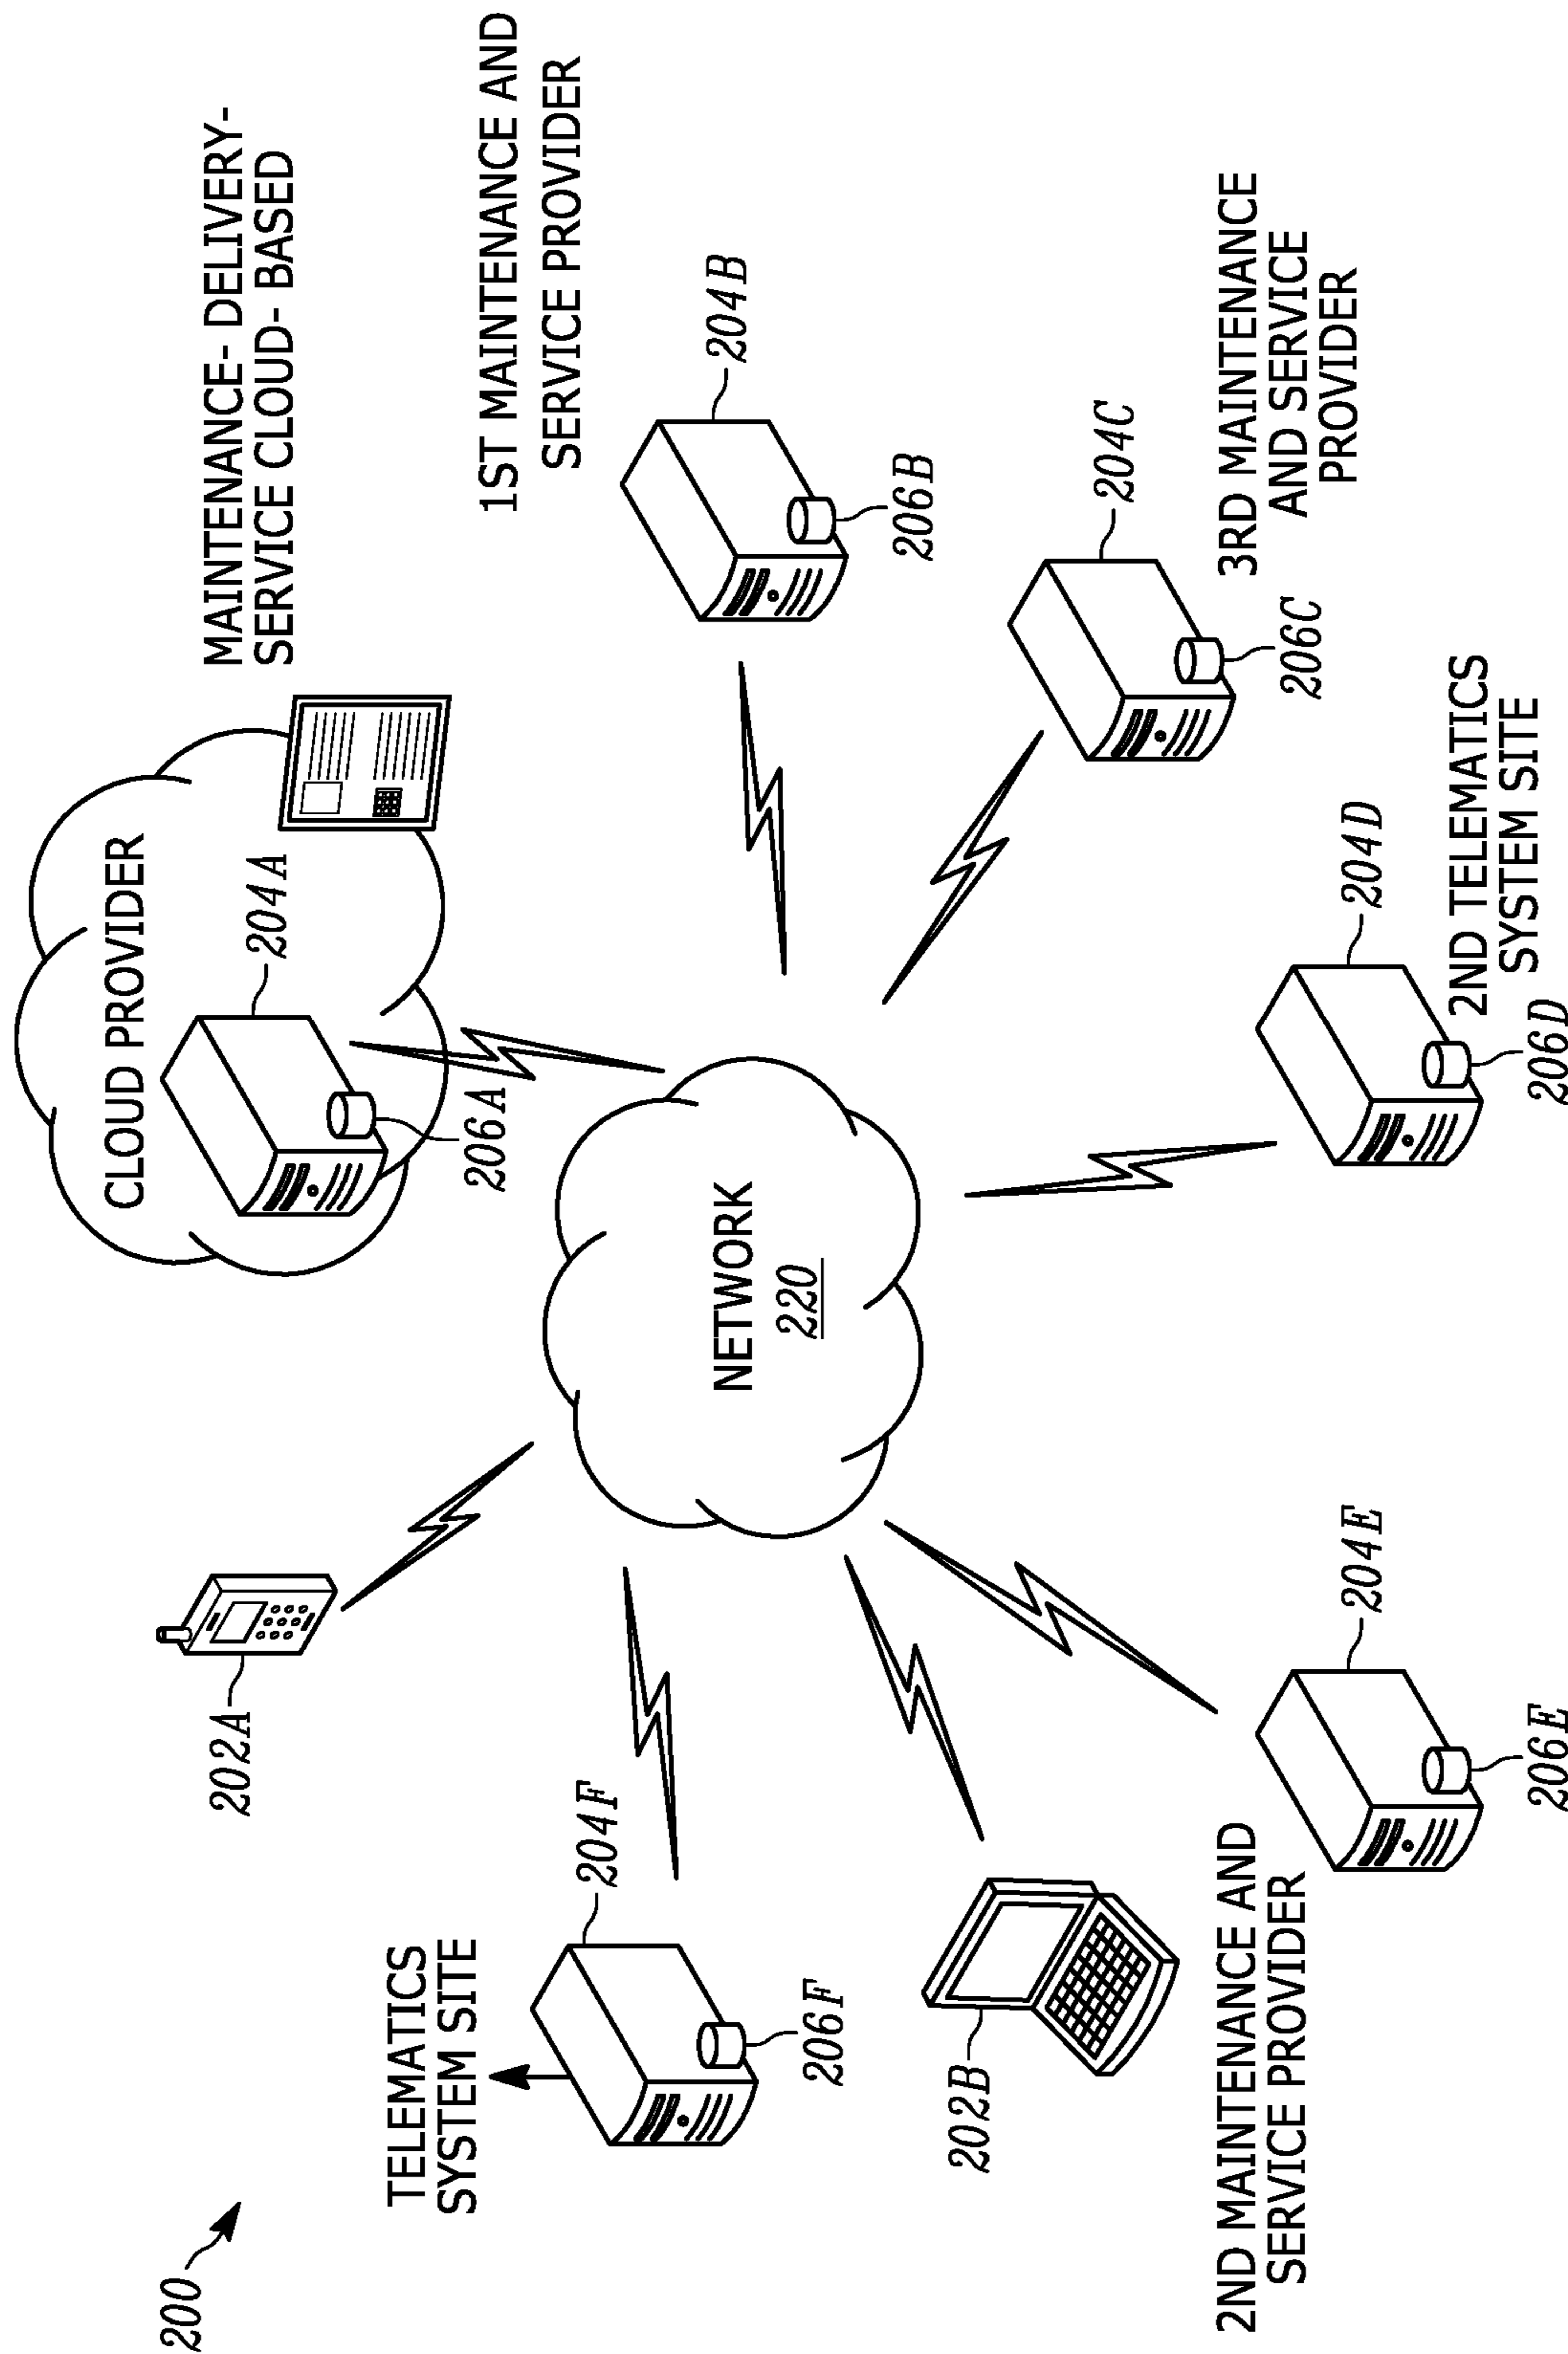 200
TELEMATICS
SYSTEM SITE
204F
206F
202A
CLOUD PROVIDER
204A
206A
MAINTENANCE- DELIVERY-
SERVICE CLOUD- BASED
1ST MAINTENANCE AND
SERVICE PROVIDER
204B
206B
NETWORK
220
202B
204C
206C
3RD MAINTENANCE
AND SERVICE
PROVIDER
2ND MAINTENANCE AND
SERVICE PROVIDER
204E
206E
204D
206D
2ND TELEMATICS
SYSTEM SITE